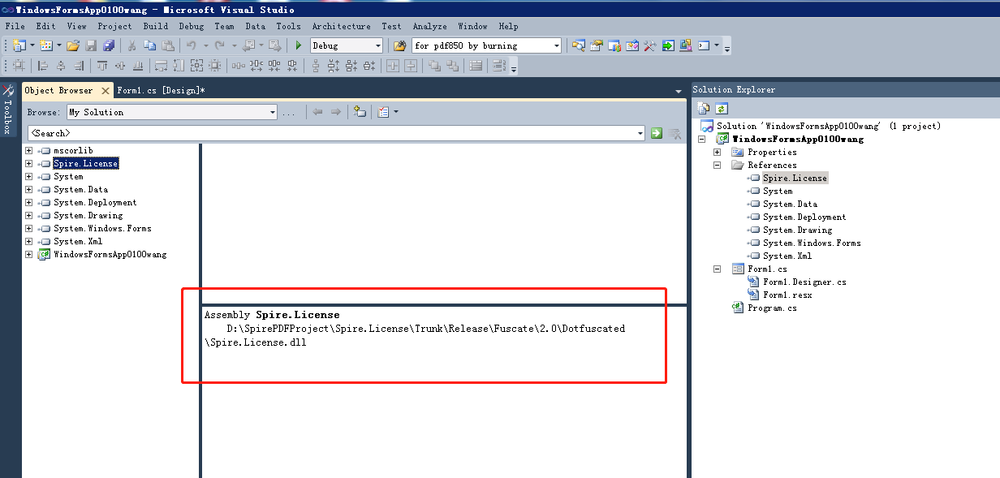 WindowsFormsApp0100wang - Microsoft Visual Studio
File Edit View Project Build Debug Team Data Tools Architecture Test Analyze Window Help
Debug
for pdf850 by burning
Toolbox
Object Browser
Form1.cs [Design]*
Browse: My Solution ...
<Search>
mscorlib
Spire.License
System
System.Data
System.Deployment
System.Drawing
System.Windows.Forms
System.Xml
WindowsFormsApp0100wang
Assembly Spire.License
D:\SpirePDFProject\Spire.License\Trunk\Release\Fuscate\2.0\Dotfuscated
\Spire.License.dll
Solution Explorer
Solution 'WindowsFormsApp0100wang' (1 project)
WindowsFormsApp0100wang
Properties
References
Spire.License
System
System.Data
System.Deployment
System.Drawing
System.Windows.Forms
System.Xml
Form1.cs
Form1.Designer.cs
Form1.resx
Program.cs